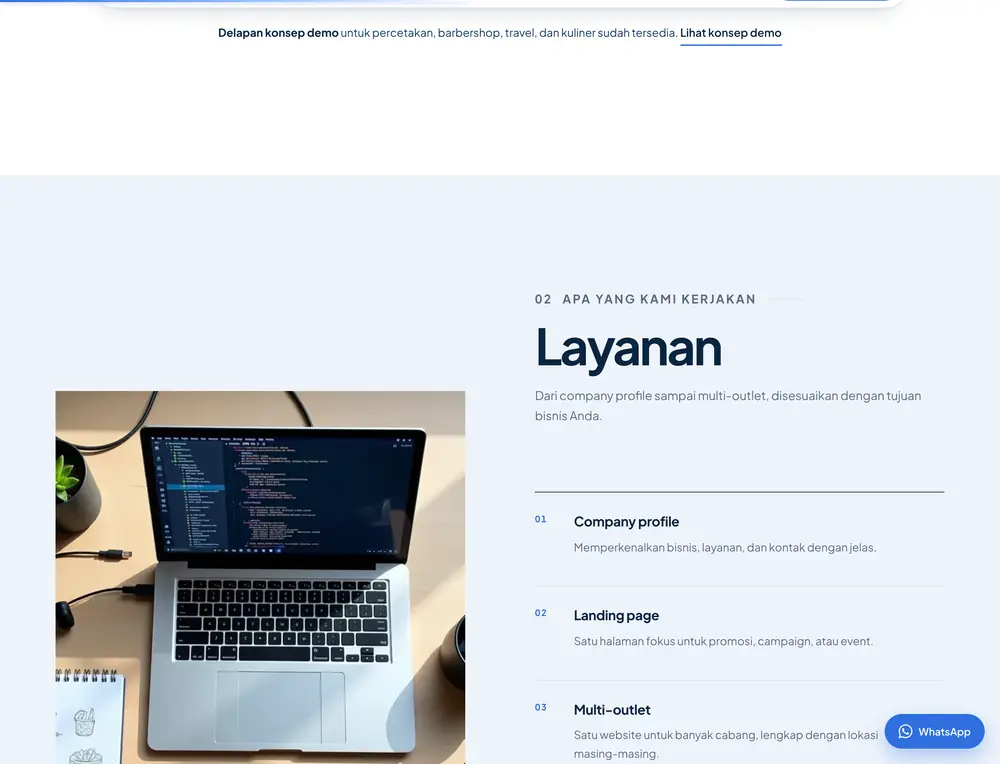 Delapan konsep demo untuk percetakan, barbershop, travel, dan kuliner sudah tersedia. Lihat konsep demo
02 APA YANG KAMI KERJAKAN
Layanan
Dari company profile sampai multi-outlet, disesuaikan dengan tujuan
bisnis Anda.
01 Company profile
Memperkenalkan bisnis, layanan, dan kontak dengan jelas.
02 Landing page
Satu halaman fokus untuk promosi, campaign, atau event.
03 Multi-outlet
Satu website untuk banyak cabang, lengkap dengan lokasi
masing-masing.
WhatsApp